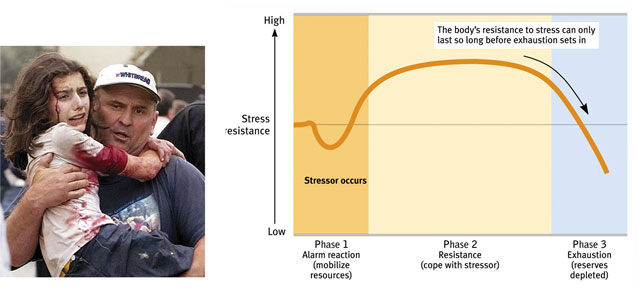 WHITBREAD
High
The body's resistance to stress can only
last so long before exhaustion sets in
Stress
resistance
Stressor occurs
Low
Phase 1
Alarm reaction
(mobilize
resources)
Phase 2
Resistance
(cope with stressor)
Phase 3
Exhaustion
(reserves
depleted)